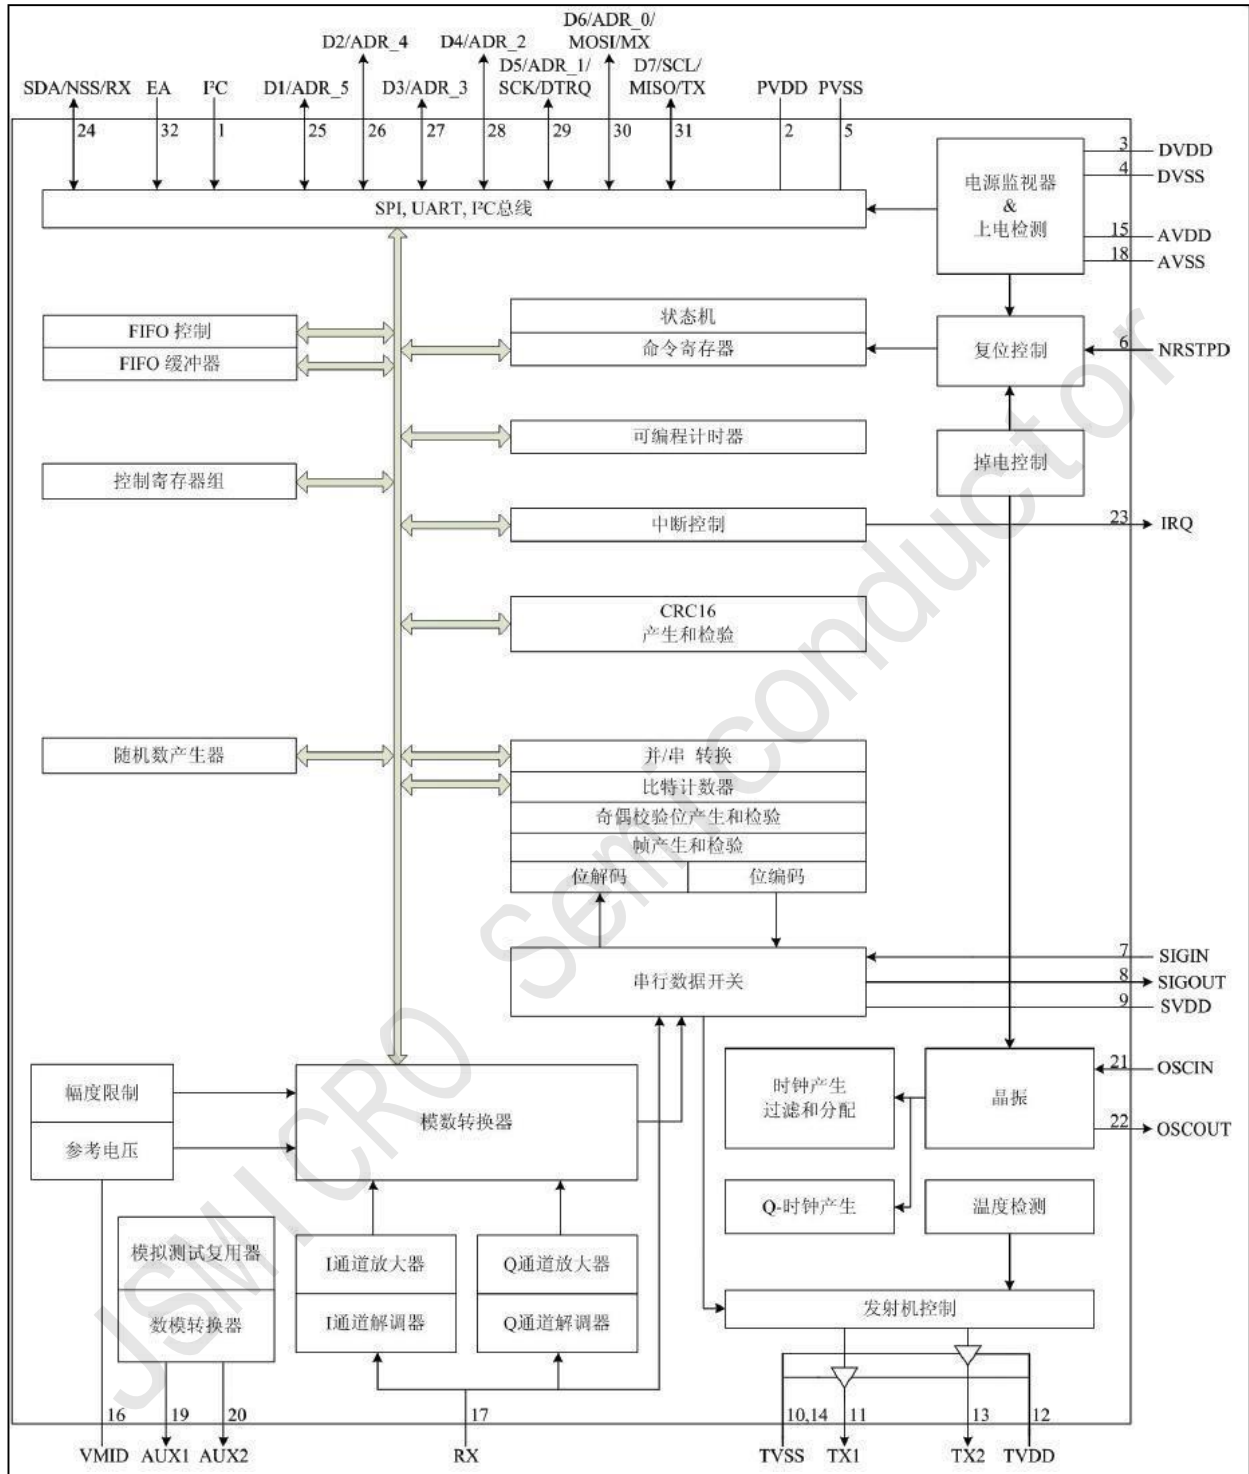 D6/ADR_0/
D2/ADR_4
D4/ADR_2
MOSI/MX
D5/ADR_1/
D7/SCL/
SDA/NSS/RX
EA
I²C
D1/ADR_5
D3/ADR_3
SCK/DTRQ
MISO/TX
PVDD
PVSS
24
32
1
25
26
27
28
29
30
31
2
5
3
DVDD
4
DVSS
电源监视器
&
上电检测
15
AVDD
18
AVSS
SPI, UART, I²C总线
FIFO 控制
FIFO 缓冲器
状态机
命令寄存器
复位控制
6
NRSTPD
可编程计时器
掉电控制
控制寄存器组
中断控制
23
IRQ
CRC16
产生和检验
随机数产生器
并/串 转换
比特计数器
奇偶校验位产生和检验
帧产生和检验
位解码
位编码
串行数据开关
7
SIGIN
8
SIGOUT
9
SVDD
幅度限制
参考电压
模数转换器
时钟产生
过滤和分配
晶振
21
OSCIN
22
OSCOUT
Q-时钟产生
温度检测
模拟测试复用器
数模转换器
I通道放大器
I通道解调器
Q通道放大器
Q通道解调器
发射机控制
16
19
20
17
10,14
11
13
12
VMID
AUX1
AUX2
RX
TVSS
TX1
TX2
TVDD
JSMICRO Semiconductor